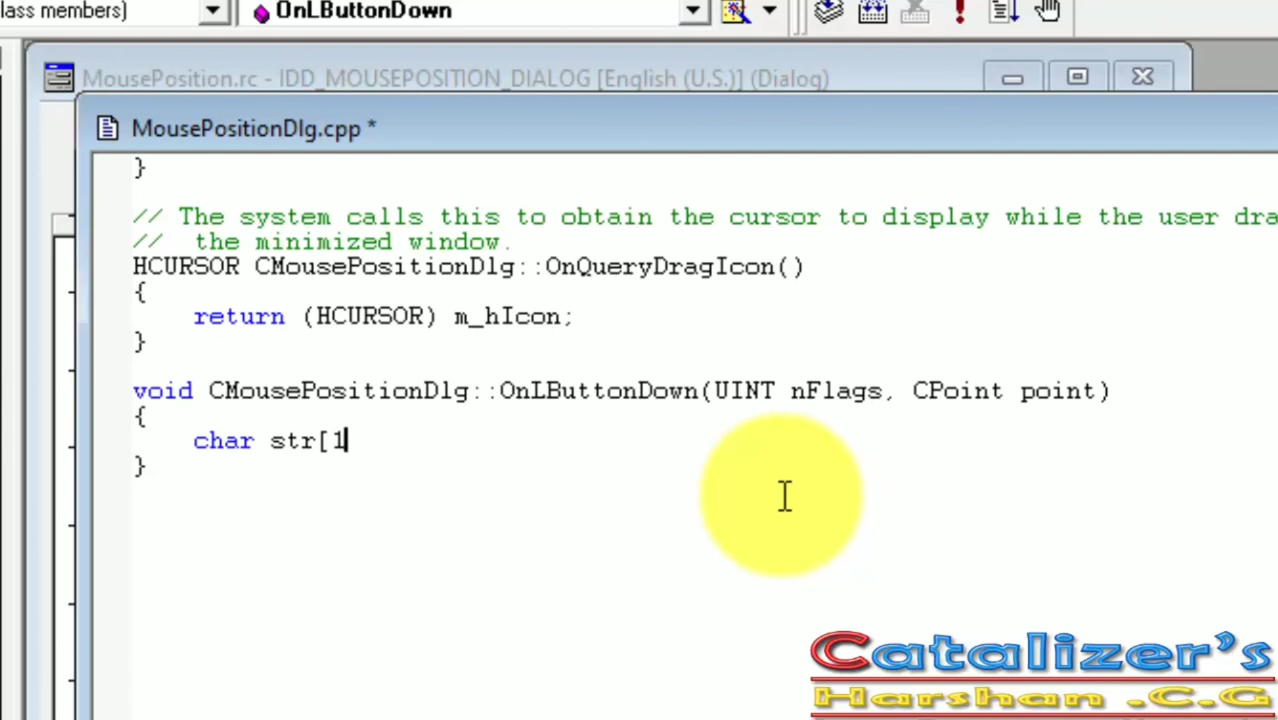 lass members)
OnLButtonDown
MousePosition.rc - IDD_MOUSEPOSITION_DIALOG [English (U.S.)] (Dialog)
MousePositionDlg.cpp *
}
// The system calls this to obtain the cursor to display while the user dra
//  the minimized window.
HCURSOR CMousePositionDlg::OnQueryDragIcon()
{
return (HCURSOR) m_hIcon;
}
void CMousePositionDlg::OnLButtonDown(UINT nFlags, CPoint point)
{
char str[1
}
Catalizer's
Harshan .C.G